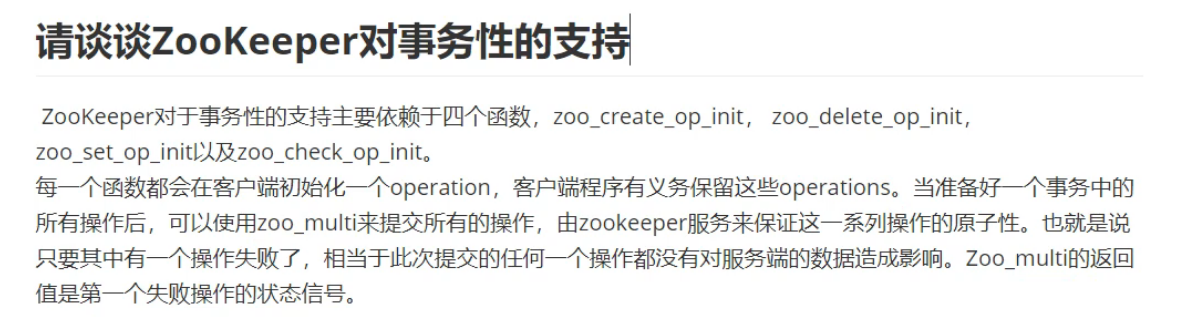 请谈谈ZooKeeper对事务性的支持
ZooKeeper对于事务性的支持主要依赖于四个函数，zoo_create_op_init， zoo_delete_op_init，
zoo_set_op_init以及zoo_check_op_init。
每一个函数都会在客户端初始化一个operation，客户端程序有义务保留这些operations。当准备好一个事务中的
所有操作后，可以使用zoo_multi来提交所有的操作，由zookeeper服务来保证这一系列操作的原子性。也就是说
只要其中有一个操作失败了，相当于此次提交的任何一个操作都没有对服务端的数据造成影响。Zoo_multi的返回
值是第一个失败操作的状态信号。